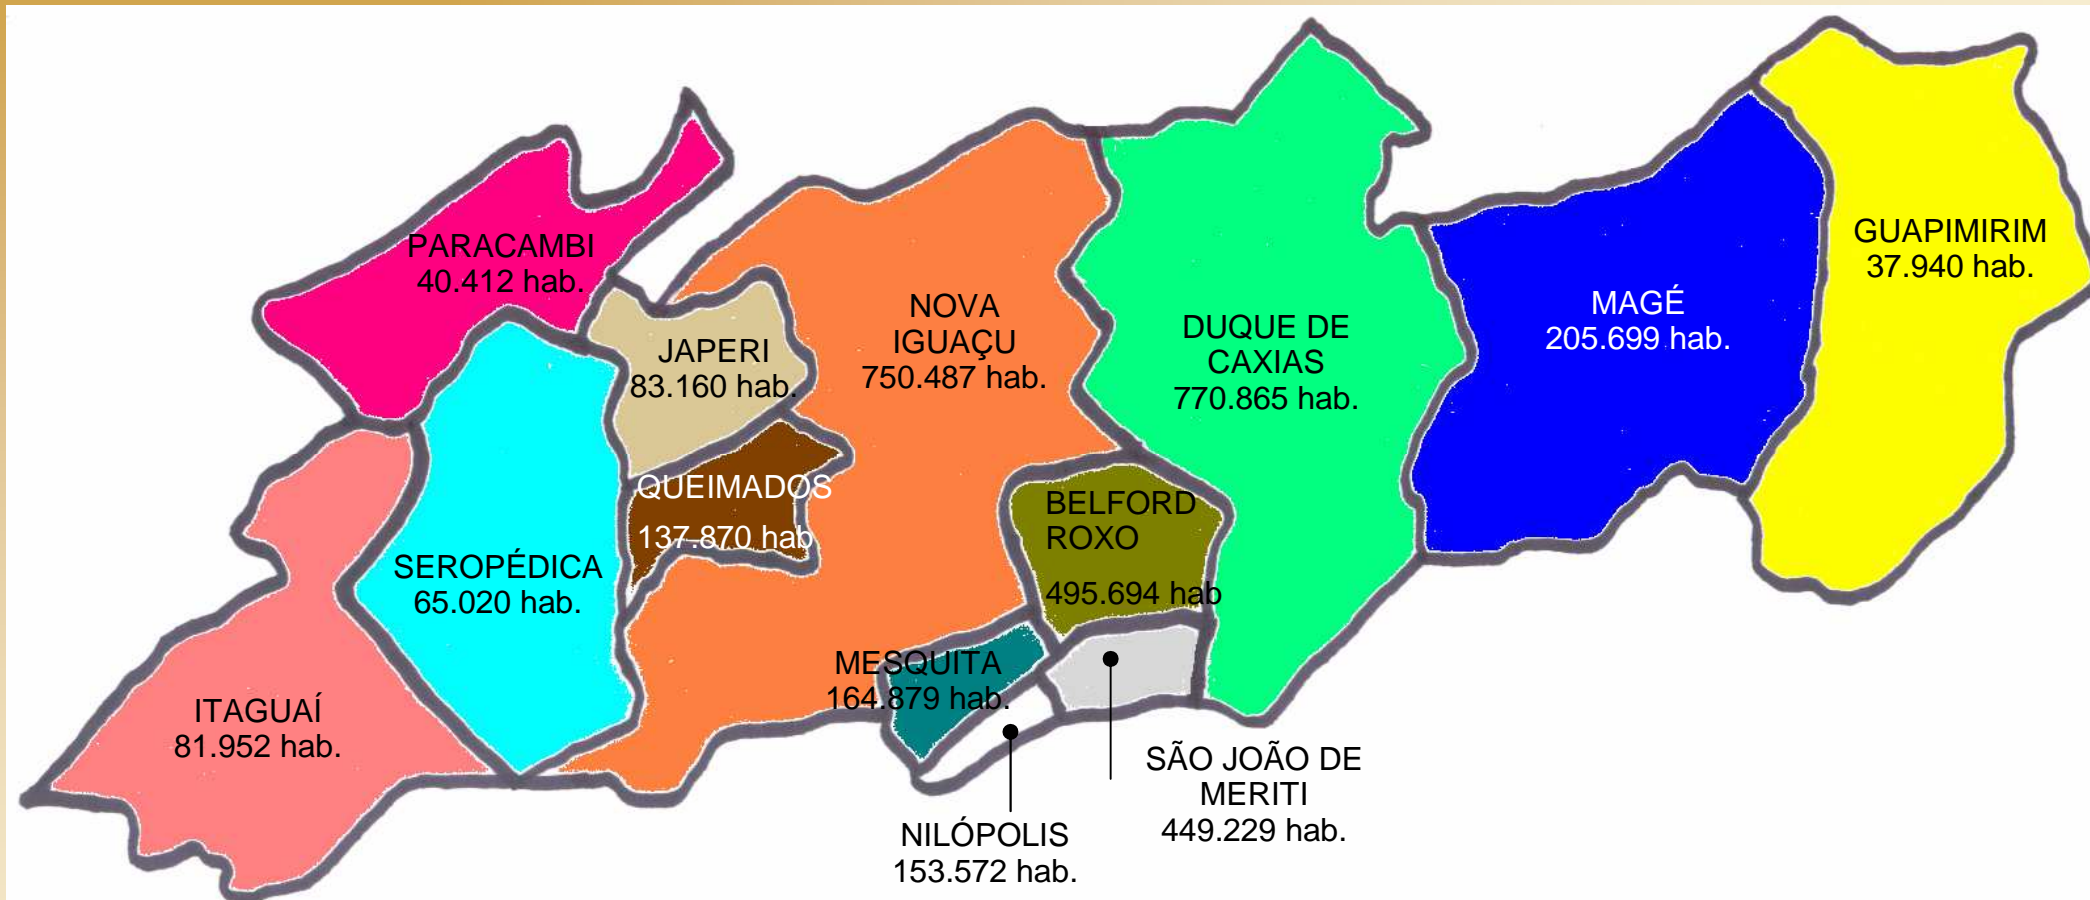 PARACAMBI
40.412 hab.
GUAPIMIRIM
37.940 hab.
NOVA
IGUAÇU
750.487 hab.
MAGÉ
205.699 hab.
DUQUE DE
CAXIAS
770.865 hab.
JAPERI
83.160 hab.
QUEIMADOS
137.870 hab
BELFORD
ROXO
495.694 hab
SEROPÉDICA
65.020 hab.
MESQUITA
164.879 hab.
ITAGUAÍ
81.952 hab.
SÃO JOÃO DE
MERITI
449.229 hab.
NILÓPOLIS
153.572 hab.